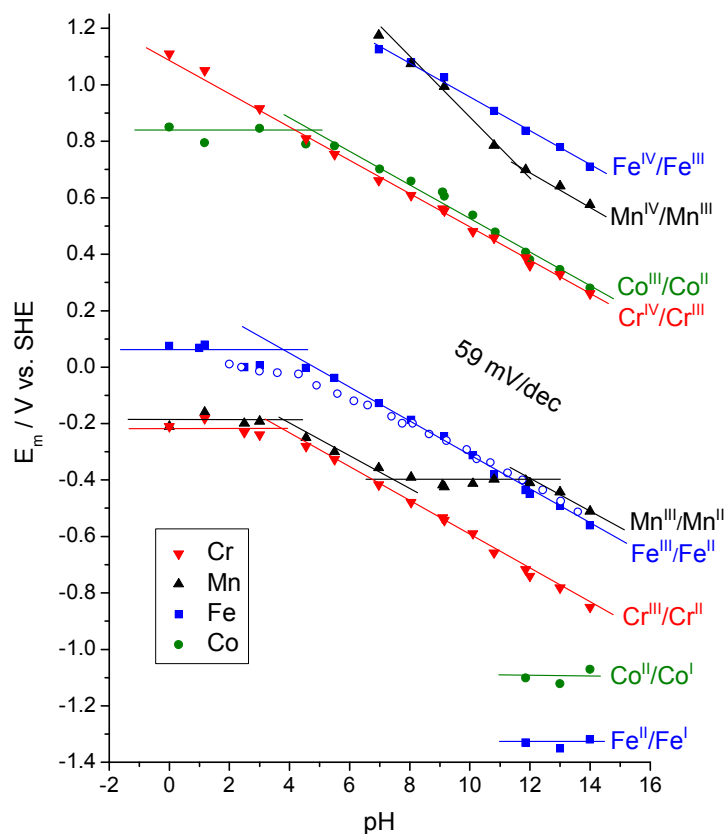 1.2
1.0
0.8
0.6
0.4
0.2
0.0
-0.2
-0.4
-0.6
-0.8
-1.0
-1.2
-1.4
E_m / V vs. SHE
Fe^IV/Fe^III
Mn^IV/Mn^III
Co^III/Co^II
Cr^IV/Cr^III
59 mV/dec
Mn^III/Mn^II
Fe^III/Fe^II
Cr^III/Cr^II
Co^II/Co^I
Fe^II/Fe^I
Cr
Mn
Fe
Co
-2 0 2 4 6 8 10 12 14 16
pH